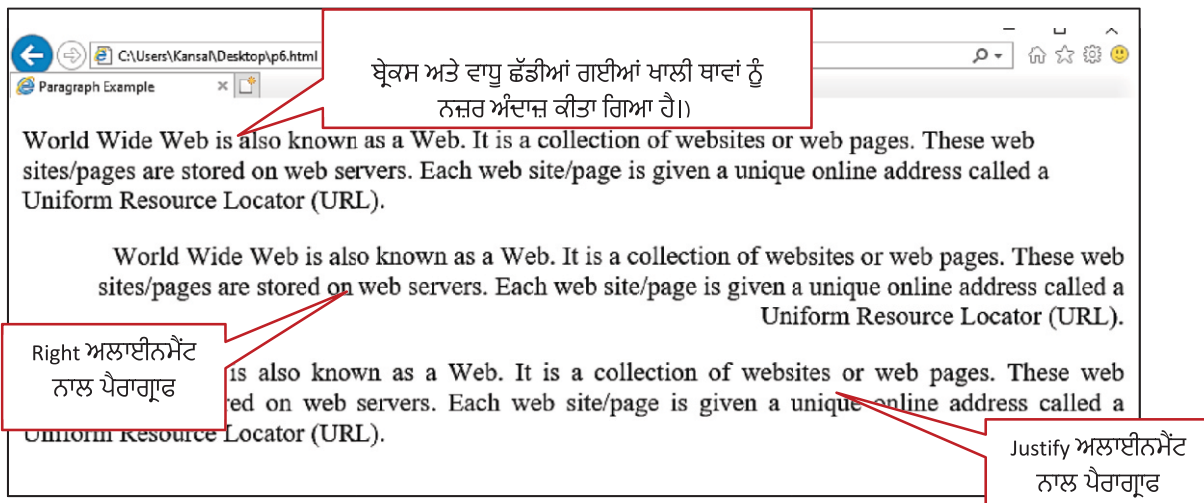 C:\Users\Kansal\Desktop\p6.html
Paragraph Example
ਬ੍ਰੇਕਸ ਅਤੇ ਵਾਧੂ ਛੱਡੀਆਂ ਗਈਆਂ ਖਾਲੀ ਥਾਵਾਂ ਨੂੰ
ਨਜ਼ਰ ਅੰਦਾਜ਼ ਕੀਤਾ ਗਿਆ ਹੈ।)
World Wide Web is also known as a Web. It is a collection of websites or web pages. These web
sites/pages are stored on web servers. Each web site/page is given a unique online address called a
Uniform Resource Locator (URL).
World Wide Web is also known as a Web. It is a collection of websites or web pages. These web
sites/pages are stored on web servers. Each web site/page is given a unique online address called a
Uniform Resource Locator (URL).
Right ਅਲਾਈਨਮੈਂਟ
ਨਾਲ ਪੈਰਾਗ੍ਰਾਫ
is also known as a Web. It is a collection of websites or web pages. These web
on web servers. Each web site/page is given a unique online address called a
Uniform Resource Locator (URL).
Justify ਅਲਾਈਨਮੈਂਟ
ਨਾਲ ਪੈਰਾਗ੍ਰਾਫ